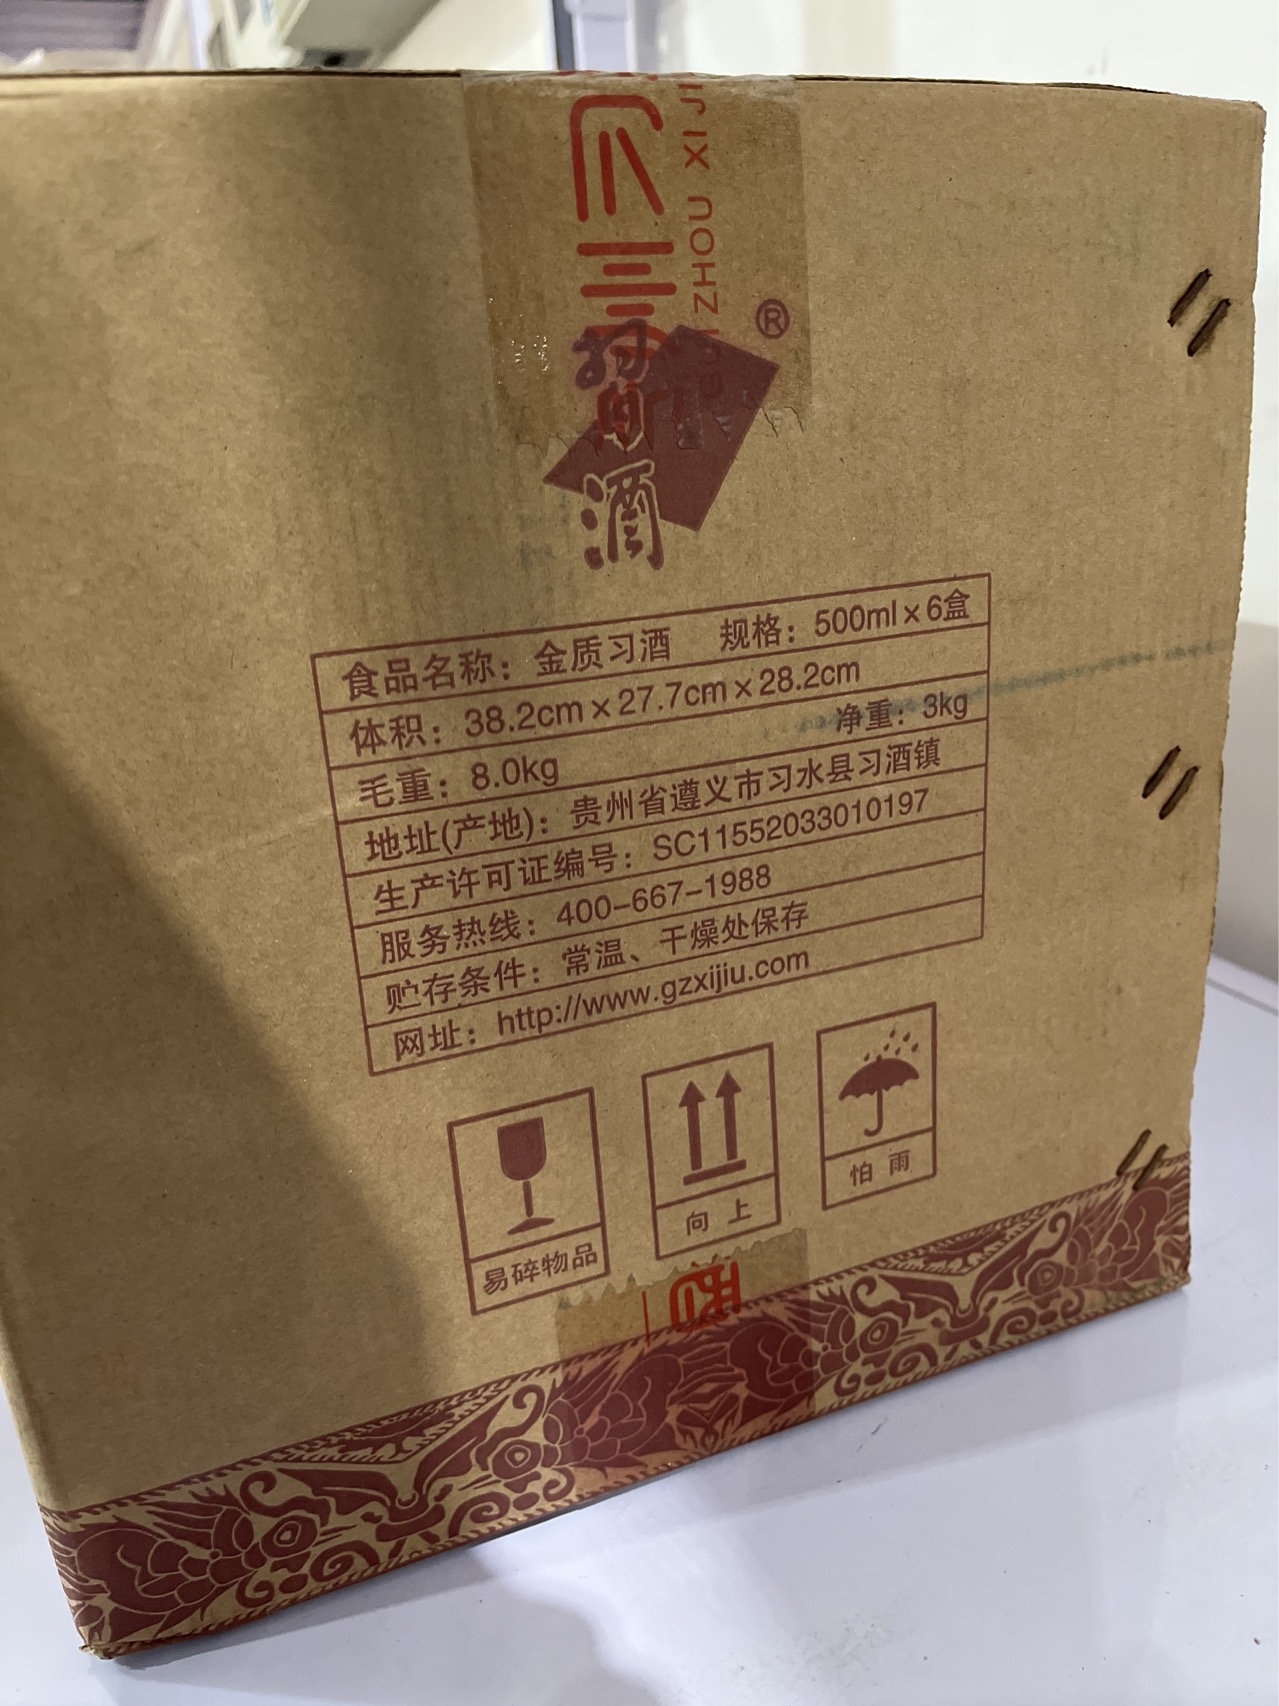 ZHOU XIJI
®
習
酒
食品名称：金质习酒 规格：500ml×6盒
体积：38.2cm×27.7cm×28.2cm
毛重：8.0kg 净重：3kg
地址(产地)：贵州省遵义市习水县习酒镇
生产许可证编号：SC11552033010197
服务热线：400-667-1988
贮存条件：常温、干燥处保存
网址：http://www.gzxijiu.com
易碎物品
向上
怕雨